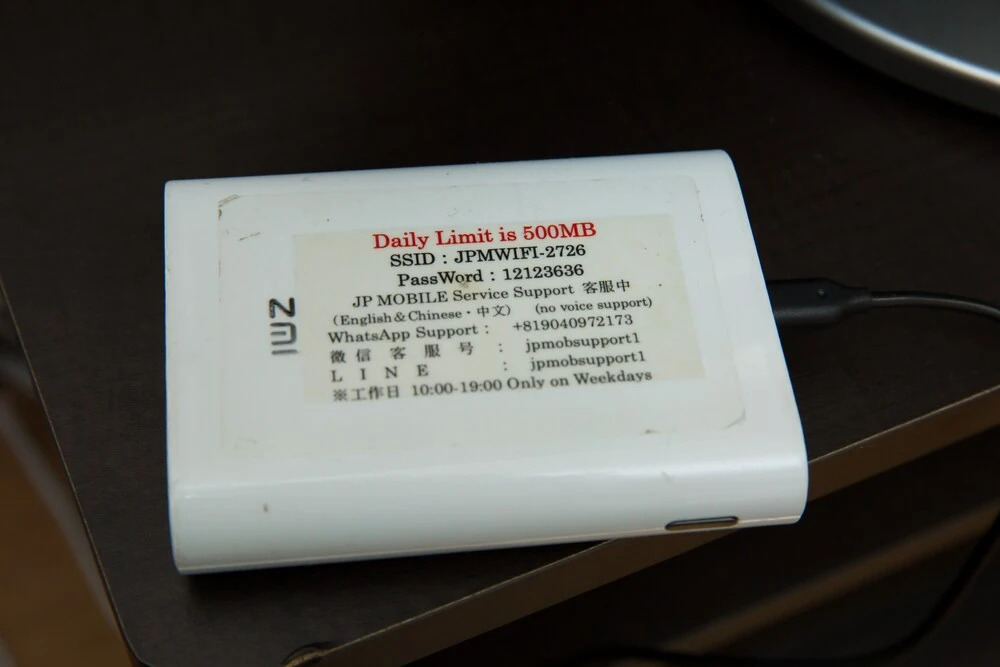 Daily Limit is 500MB
SSID : JPMWIFI-2726
PassWord : 12123636
JP MOBILE Service Support 客服中
(English&Chinese・中文) (no voice support)
WhatsApp Support : +819040972173
微 信 客 服 号 : jpmobsupport1
L I N E : jpmobsupport1
※工作日 10:00-19:00 Only on Weekdays
ZMI